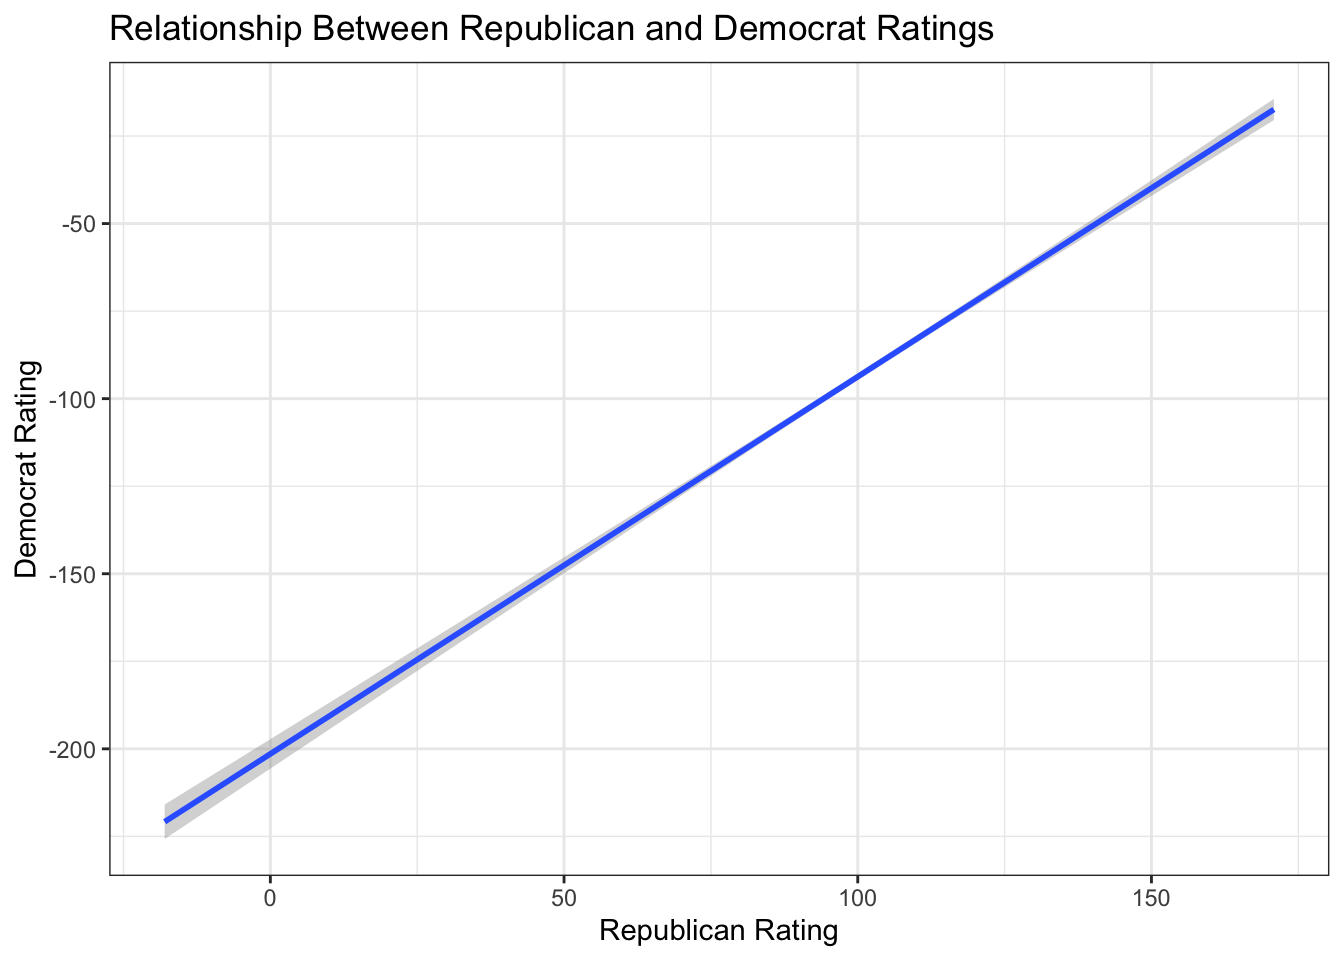 Relationship Between Republican and Democrat Ratings
-50
-100
-150
-200
Democrat Rating
0 50 100 150
Republican Rating